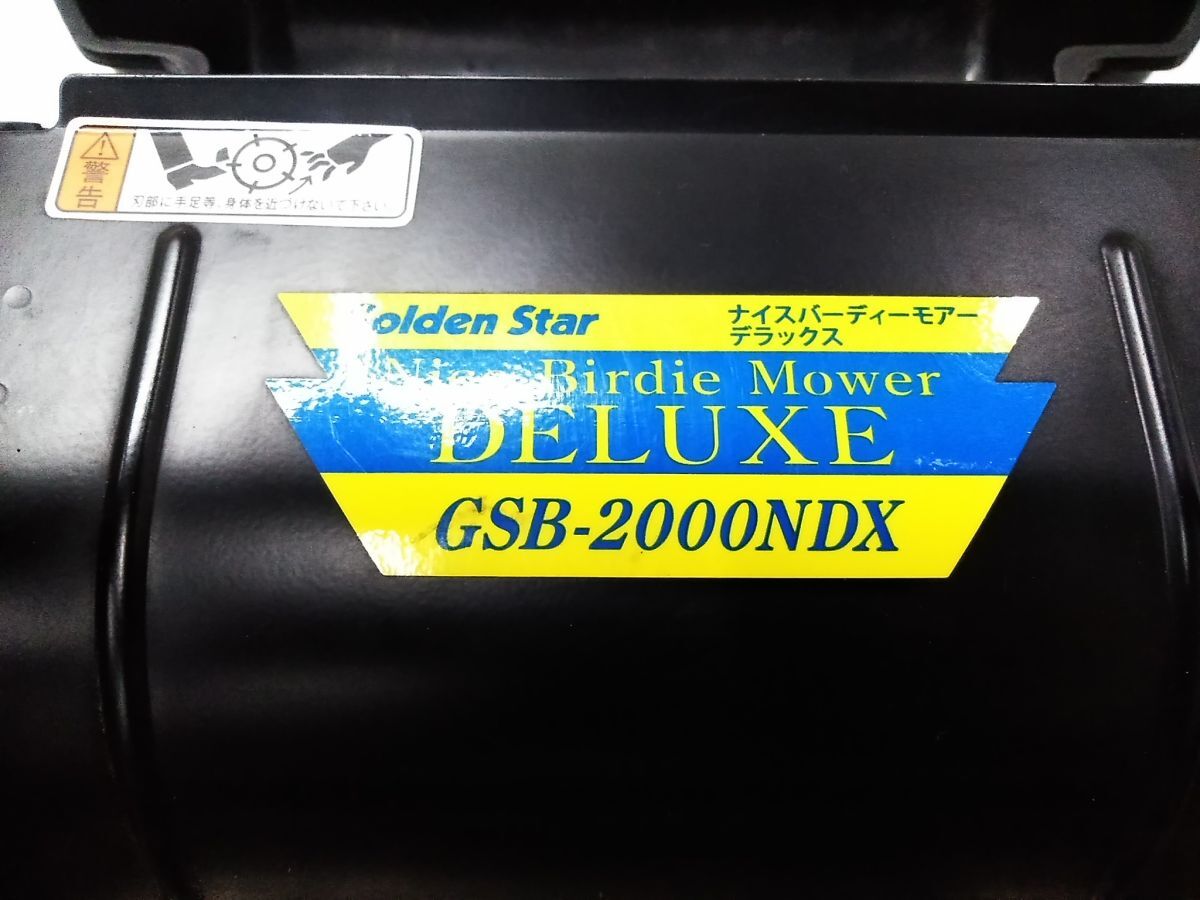 警告
刃部に手足等、身体を近づけないで下さい
Golden Star
ナイスバーディーモアー
デラックス
Nice Birdie Mower
DELUXE
GSB-2000NDX